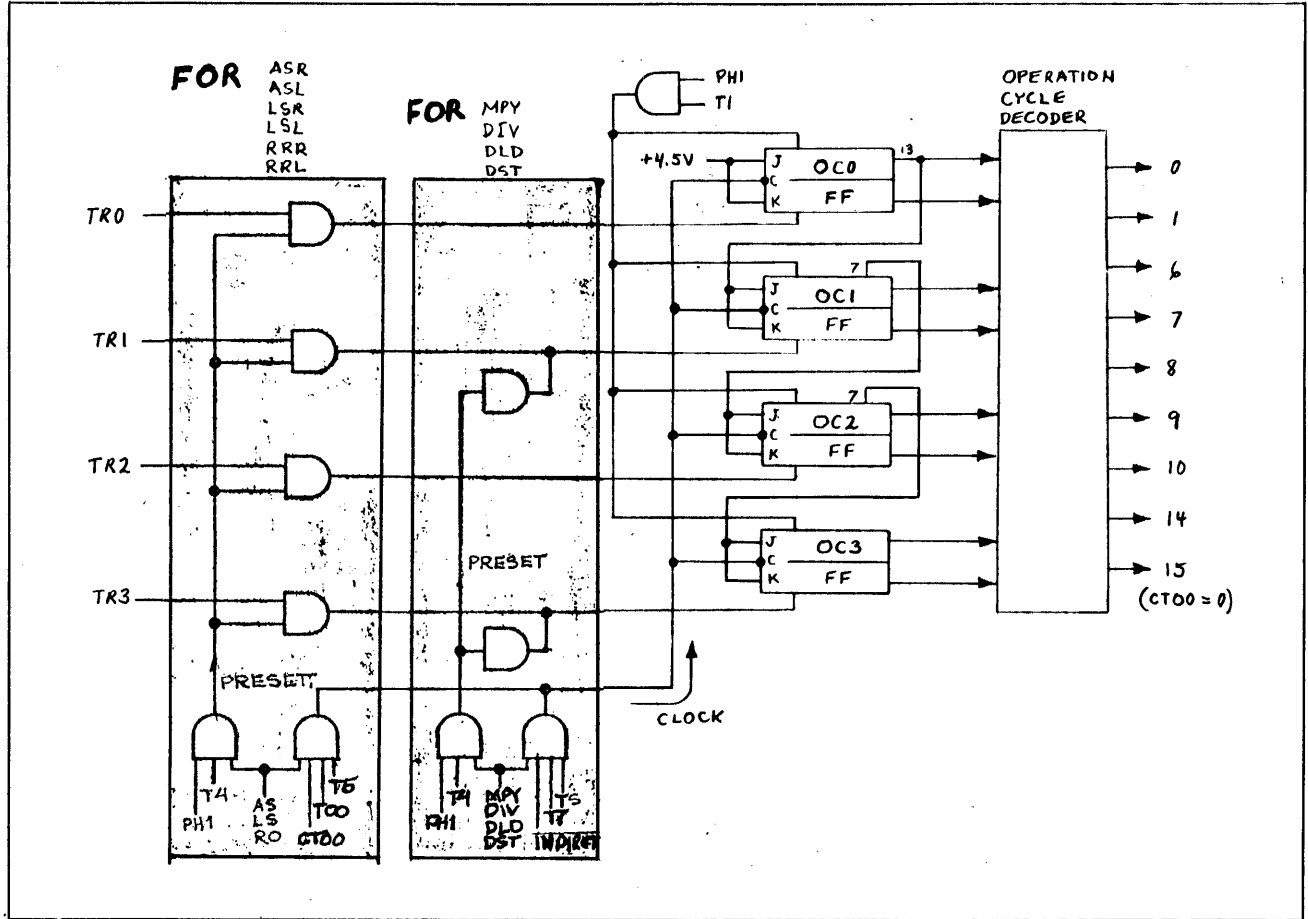 FOR
ASR
ASL
LSR
LSL
RRR
RRL
FOR
MPY
DIV
DLD
DST
PH1
T1
OPERATION
CYCLE
DECODER
+4.5V
J
C
K
OC0
FF
13
J
C
K
OC1
FF
7
J
C
K
OC2
FF
7
J
C
K
OC3
FF
0
1
6
7
8
9
10
14
15
(CT00 = 0)
TR0
TR1
TR2
TR3
PRESET
PRESET
CLOCK
PH1
T4
AS
LS
RO
CT00
T00
PH1
T4
MPY
DIV
DLD
DST
T5